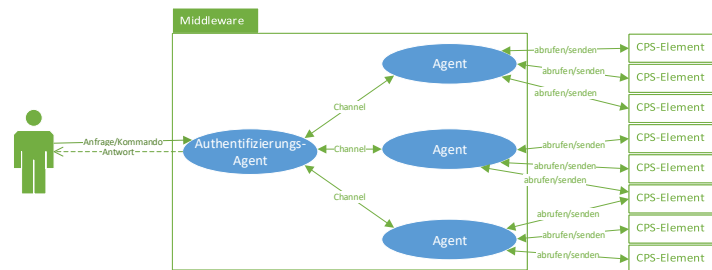 Middleware
Agent
abrufen/senden
CPS-Element
abrufen/senden
CPS-Element
abrufen/senden
CPS-Element
Channel
Anfrage/Kommando
Antwort
Authentifizierungs-
Agent
Channel
Agent
abrufen/senden
CPS-Element
abrufen/senden
CPS-Element
abrufen/senden
CPS-Element
Channel
Agent
abrufen/senden
abrufen/senden
CPS-Element
abrufen/senden
CPS-Element